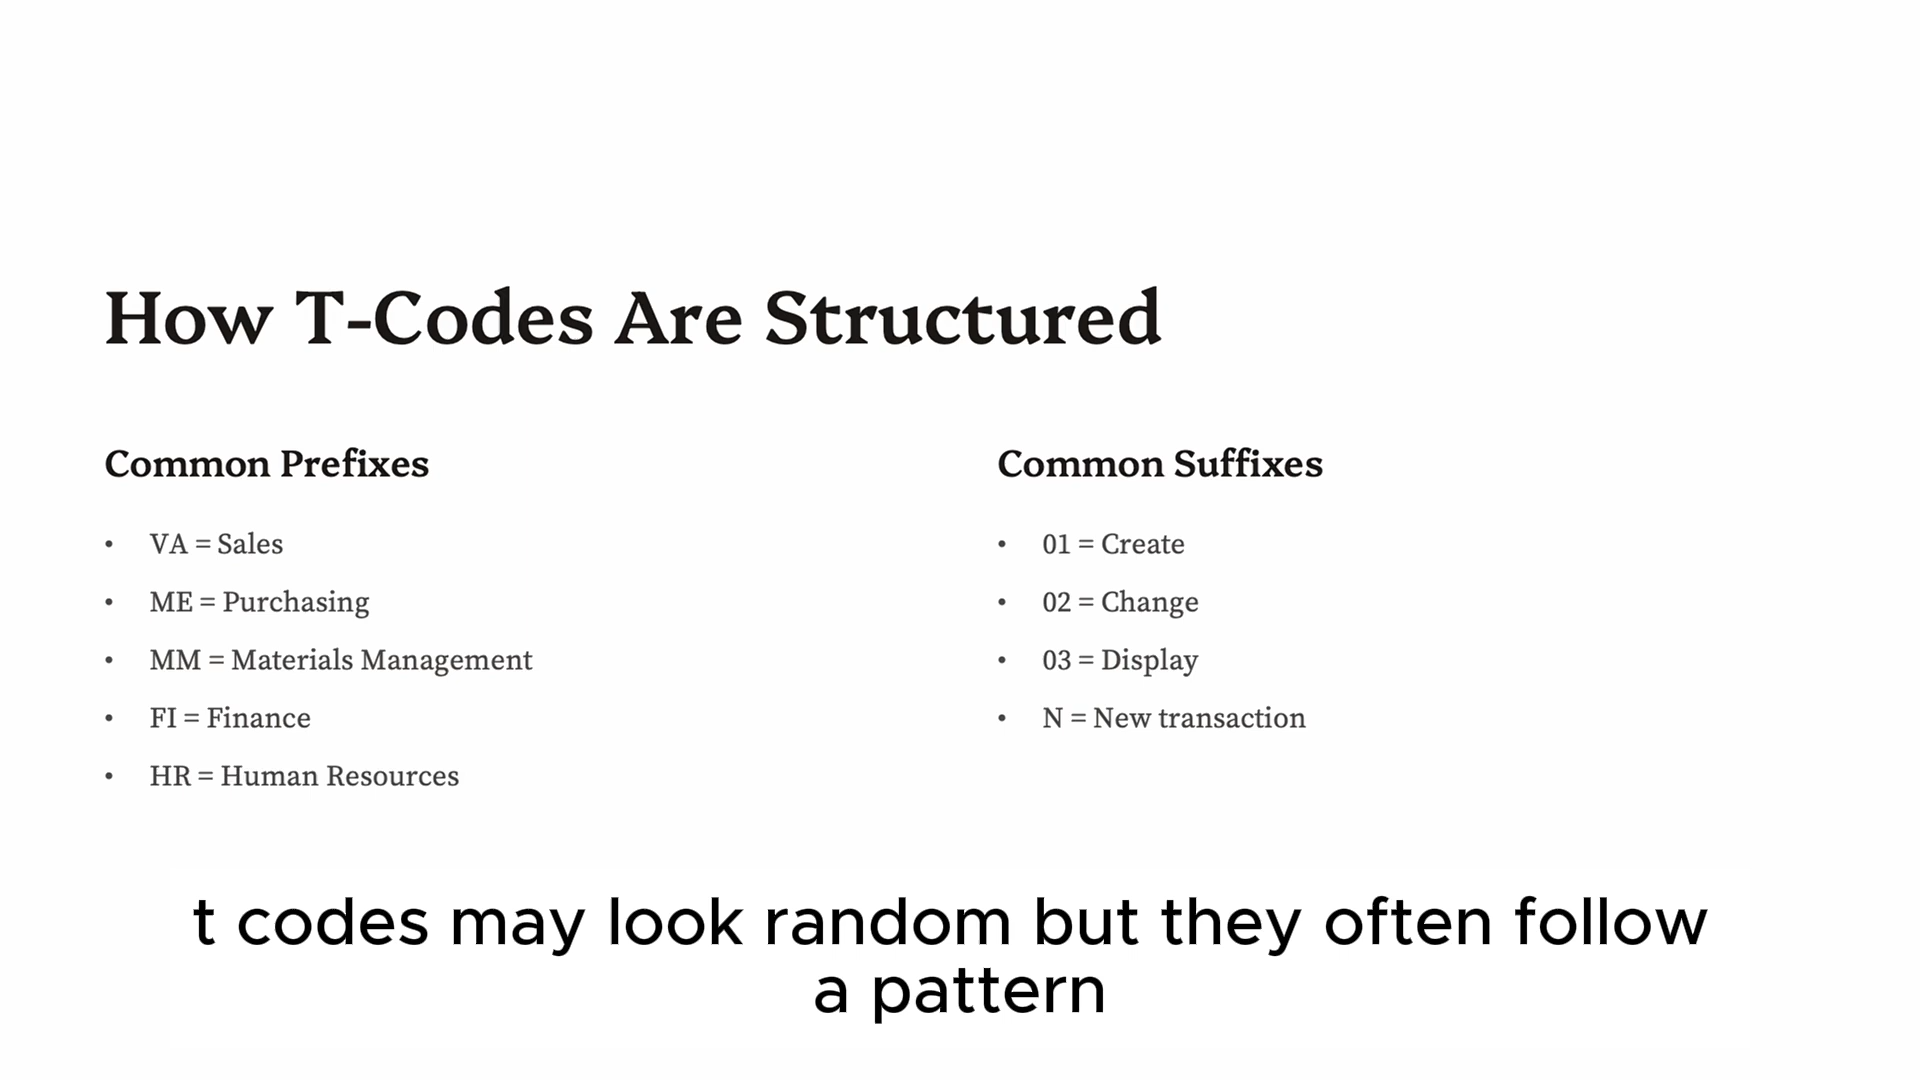 How T-Codes Are Structured
Common Prefixes
• VA = Sales
• ME = Purchasing
• MM = Materials Management
• FI = Finance
• HR = Human Resources
Common Suffixes
• 01 = Create
• 02 = Change
• 03 = Display
• N = New transaction
t codes may look random but they often follow
a pattern